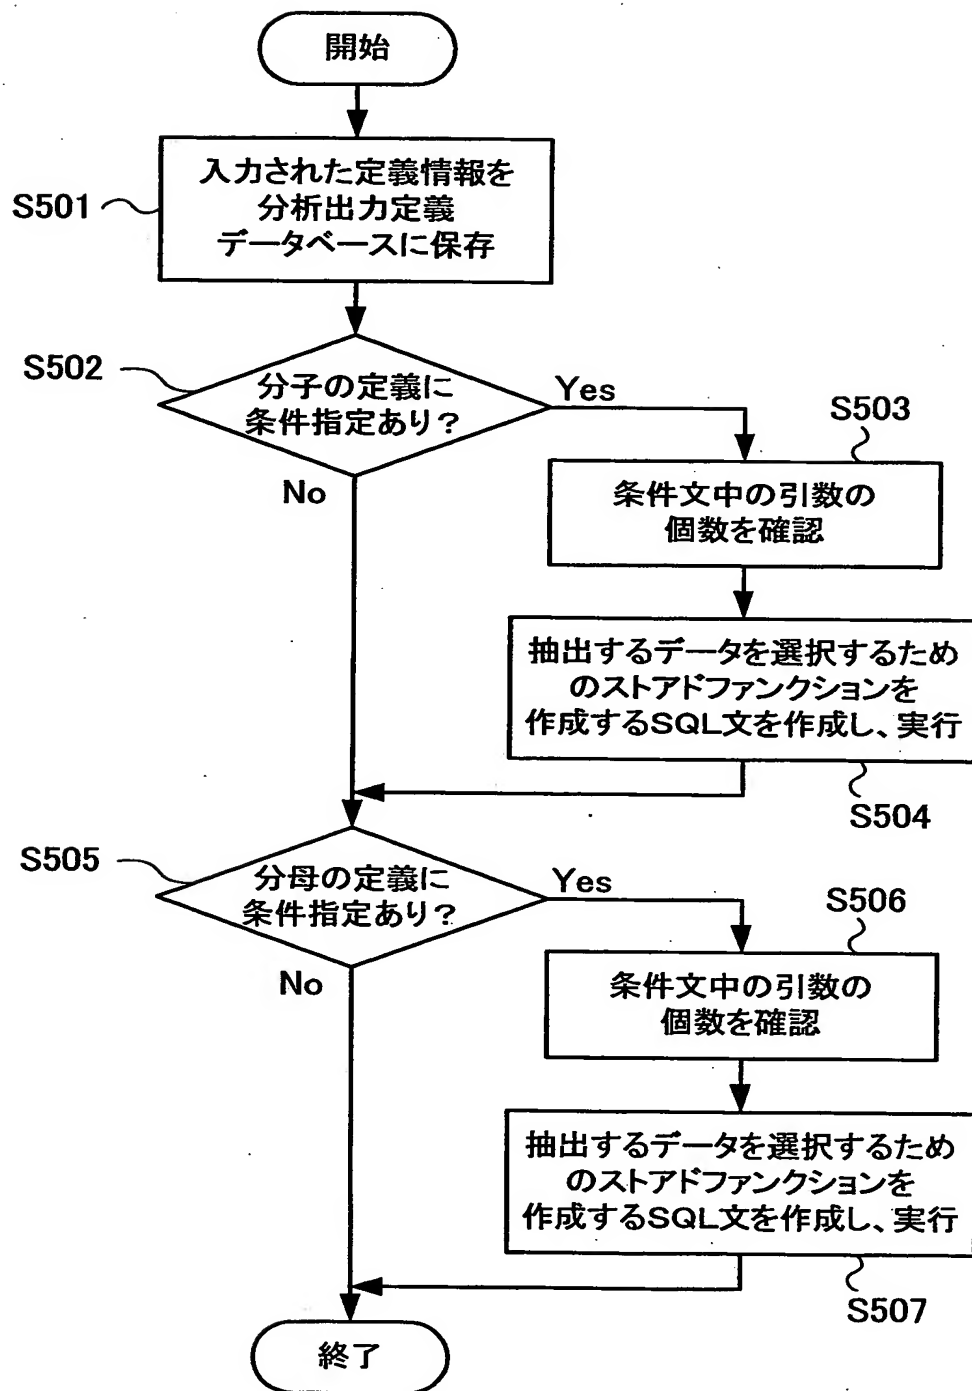 開始
S501
入力された定義情報を
分析出力定義
データベースに保存
S502
分子の定義に
条件指定あり？
Yes
No
S503
条件文中の引数の
個数を確認
抽出するデータを選択するため
のストアドファンクションを
作成するSQL文を作成し、実行
S504
S505
分母の定義に
条件指定あり？
Yes
No
S506
条件文中の引数の
個数を確認
抽出するデータを選択するため
のストアドファンクションを
作成するSQL文を作成し、実行
S507
終了